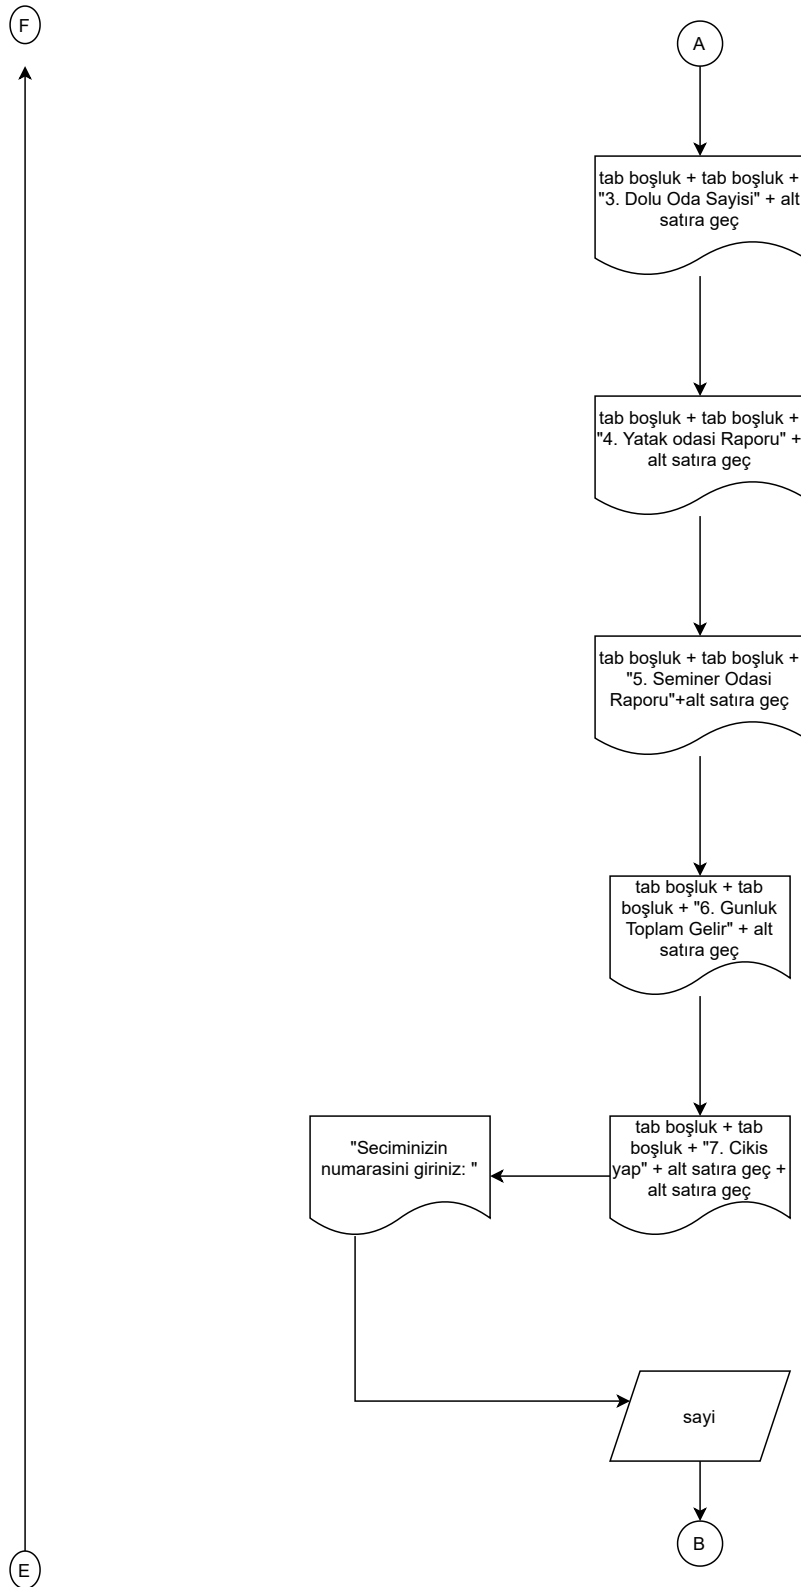 F
A
tab boşluk + tab boşluk +
"3. Dolu Oda Sayisi" + alt
satıra geç
tab boşluk + tab boşluk +
"4. Yatak odasi Raporu" +
alt satıra geç
tab boşluk + tab boşluk +
"5. Seminer Odasi
Raporu"+alt satıra geç
tab boşluk + tab
boşluk + "6. Gunluk
Toplam Gelir" + alt
satıra geç
tab boşluk + tab
boşluk + "7. Cikis
yap" + alt satıra geç +
alt satıra geç
"Seciminizin
numarasini giriniz: "
sayi
B
E